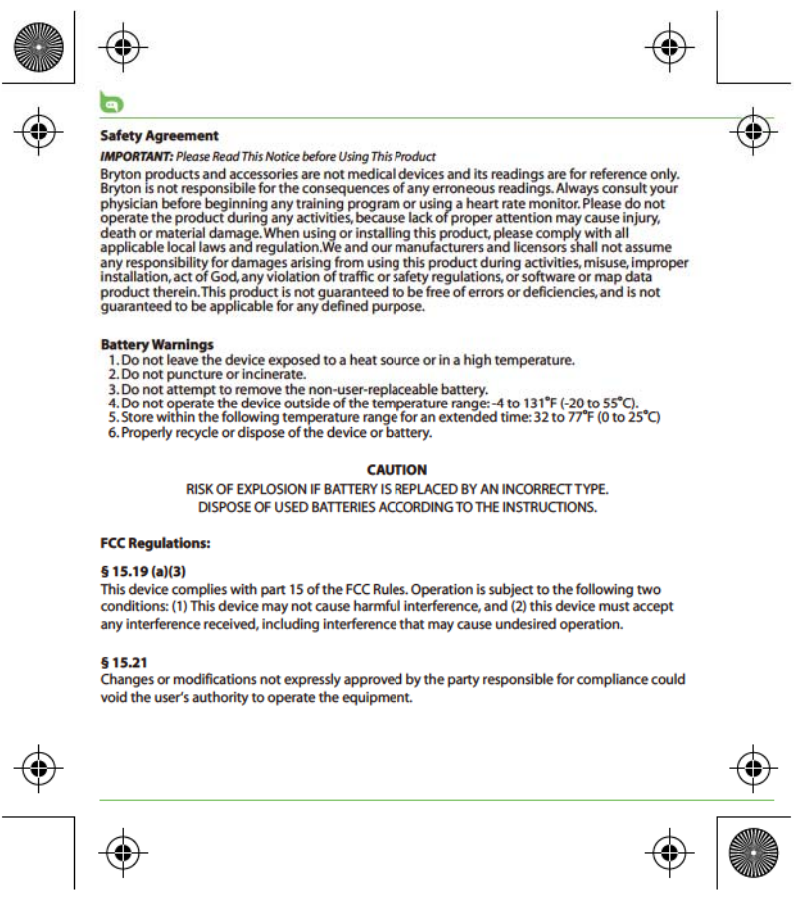 Safety Agreement
IMPORTANT: Please Read This Notice before Using This Product
Bryton products and accessories are not medical devices and its readings are for reference only.
Bryton is not responsibile for the consequences of any erroneous readings. Always consult your
physician before beginning any training program or using a heart rate monitor. Please do not
operate the product during any activities, because lack of proper attention may cause injury,
death or material damage. When using or installing this product, please comply with all
applicable local laws and regulation.We and our manufacturers and licensors shall not assume
any responsibility for damages arising from using this product during activities, misuse, improper
installation, act of God, any violation of traffic or safety regulations, or software or map data
product therein. This product is not guaranteed to be free of errors or deficiencies, and is not
guaranteed to be applicable for any defined purpose.
Battery Warnings
1. Do not leave the device exposed to a heat source or in a high temperature.
2. Do not puncture or incinerate.
3. Do not attempt to remove the non-user-replaceable battery.
4. Do not operate the device outside of the temperature range: -4 to 131˚F (-20 to 55˚C).
5. Store within the following temperature range for an extended time: 32 to 77˚F (0 to 25˚C)
6. Properly recycle or dispose of the device or battery.
CAUTION
RISK OF EXPLOSION IF BATTERY IS REPLACED BY AN INCORRECT TYPE.
DISPOSE OF USED BATTERIES ACCORDING TO THE INSTRUCTIONS.
FCC Regulations:
§ 15.19 (a)(3)
This device complies with part 15 of the FCC Rules. Operation is subject to the following two
conditions: (1) This device may not cause harmful interference, and (2) this device must accept
any interference received, including interference that may cause undesired operation.
§ 15.21
Changes or modifications not expressly approved by the party responsible for compliance could
void the user's authority to operate the equipment.